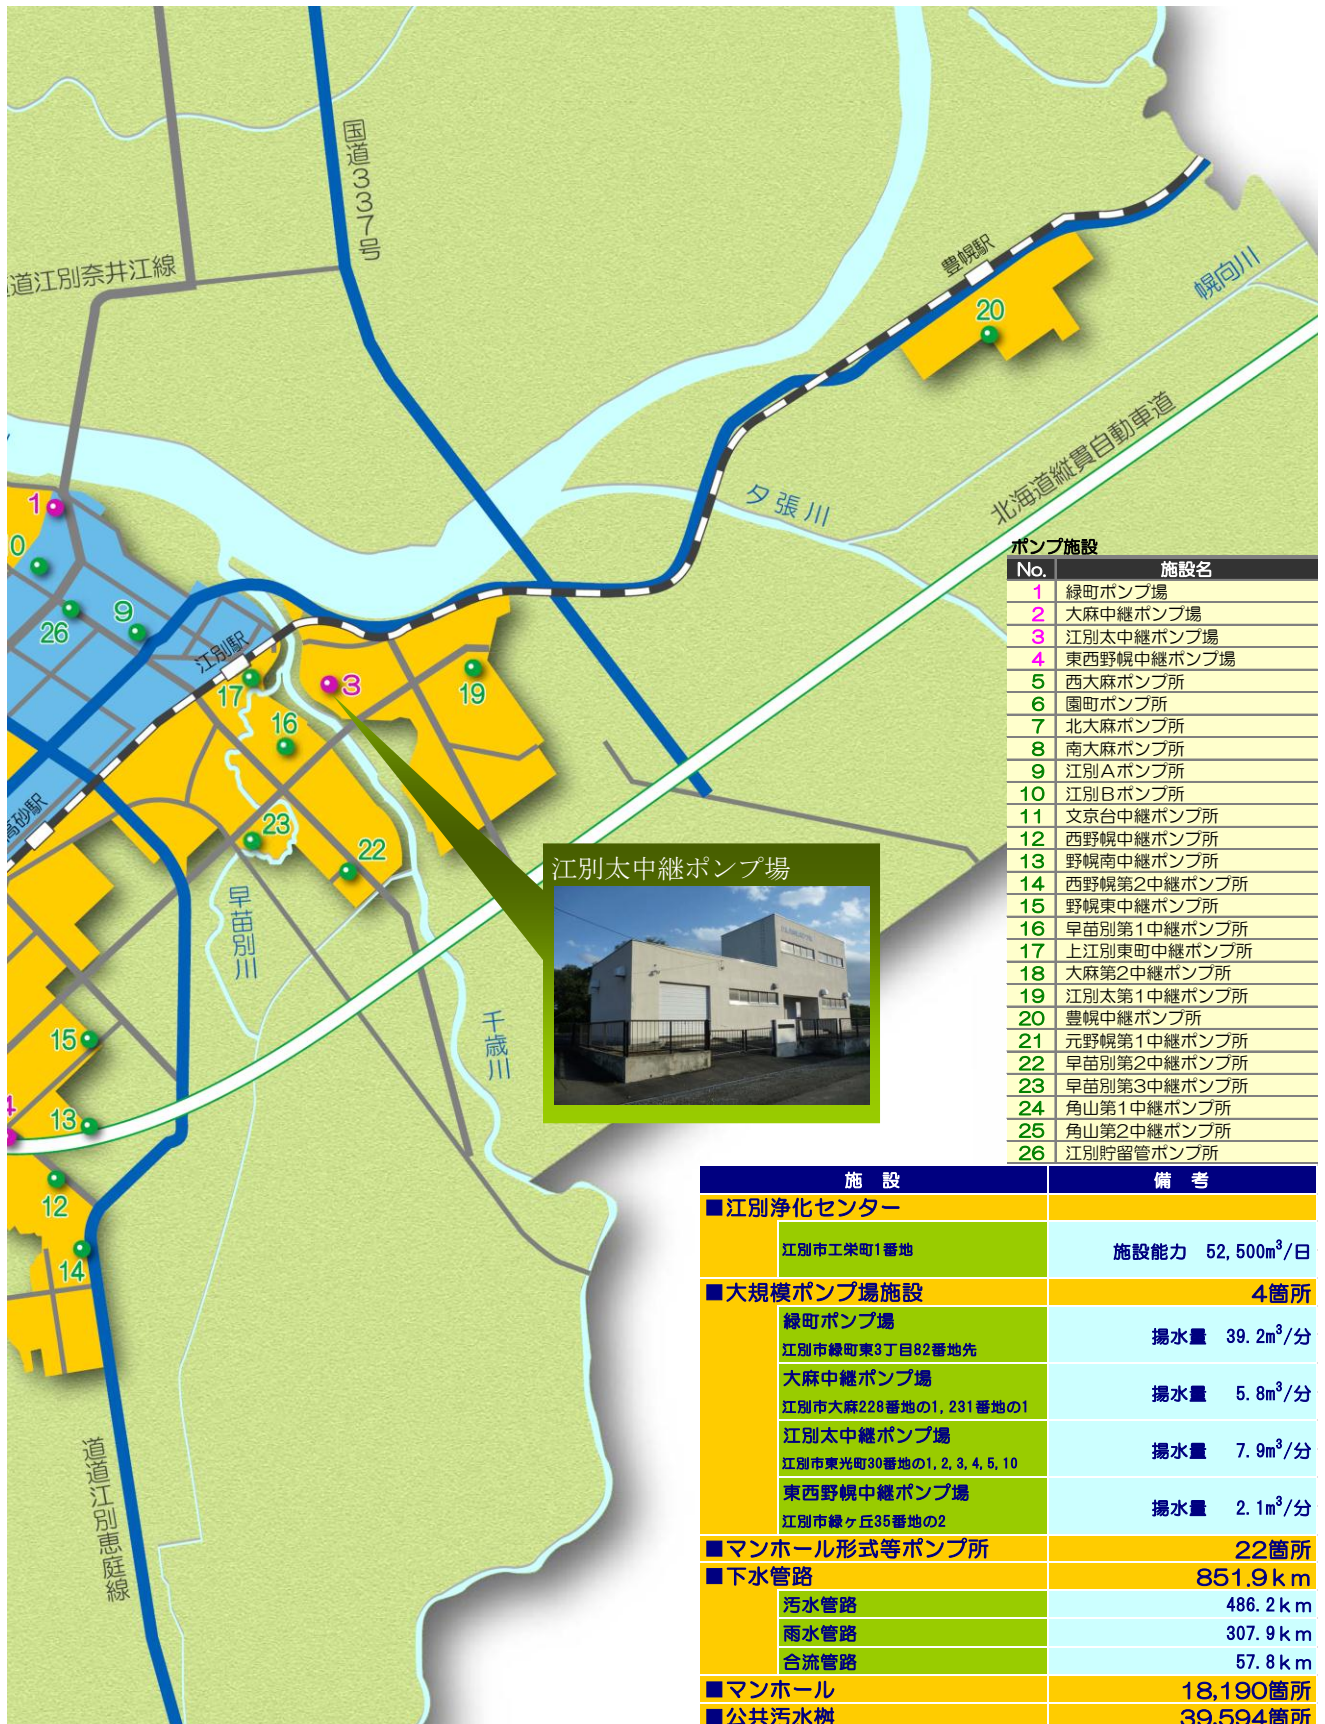 国道337号
道江別奈井江線
豊幌駅
幌向川
20
北海道縦貫自動車道
夕張川
1
0
26
9
江別駅
17
3
19
16
高砂駅
23
22
早苗別川
千歳川
15
4
13
12
14
道道江別恵庭線
江別太中継ポンプ場
ポンプ施設
No. 施設名
1 緑町ポンプ場
2 大麻中継ポンプ場
3 江別太中継ポンプ場
4 東西野幌中継ポンプ場
5 西大麻ポンプ所
6 園町ポンプ所
7 北大麻ポンプ所
8 南大麻ポンプ所
9 江別Aポンプ所
10 江別Bポンプ所
11 文京台中継ポンプ所
12 西野幌中継ポンプ所
13 野幌南中継ポンプ所
14 西野幌第2中継ポンプ所
15 野幌東中継ポンプ所
16 早苗別第1中継ポンプ所
17 上江別東町中継ポンプ所
18 大麻第2中継ポンプ所
19 江別太第1中継ポンプ所
20 豊幌中継ポンプ所
21 元野幌第1中継ポンプ所
22 早苗別第2中継ポンプ所
23 早苗別第3中継ポンプ所
24 角山第1中継ポンプ所
25 角山第2中継ポンプ所
26 江別貯留管ポンプ所
施 設 備 考
■江別浄化センター
江別市工栄町1番地 施設能力 52,500m³/日
■大規模ポンプ場施設 4箇所
緑町ポンプ場
江別市緑町東3丁目82番地先 揚水量 39.2m³/分
大麻中継ポンプ場
江別市大麻228番地の1,231番地の1 揚水量 5.8m³/分
江別太中継ポンプ場
江別市東光町30番地の1,2,3,4,5,10 揚水量 7.9m³/分
東西野幌中継ポンプ場
江別市緑ヶ丘35番地の2 揚水量 2.1m³/分
■マンホール形式等ポンプ所 22箇所
■下水管路 851.9km
汚水管路 486.2km
雨水管路 307.9km
合流管路 57.8km
■マンホール 18,190箇所
■公共汚水桝 39,594箇所